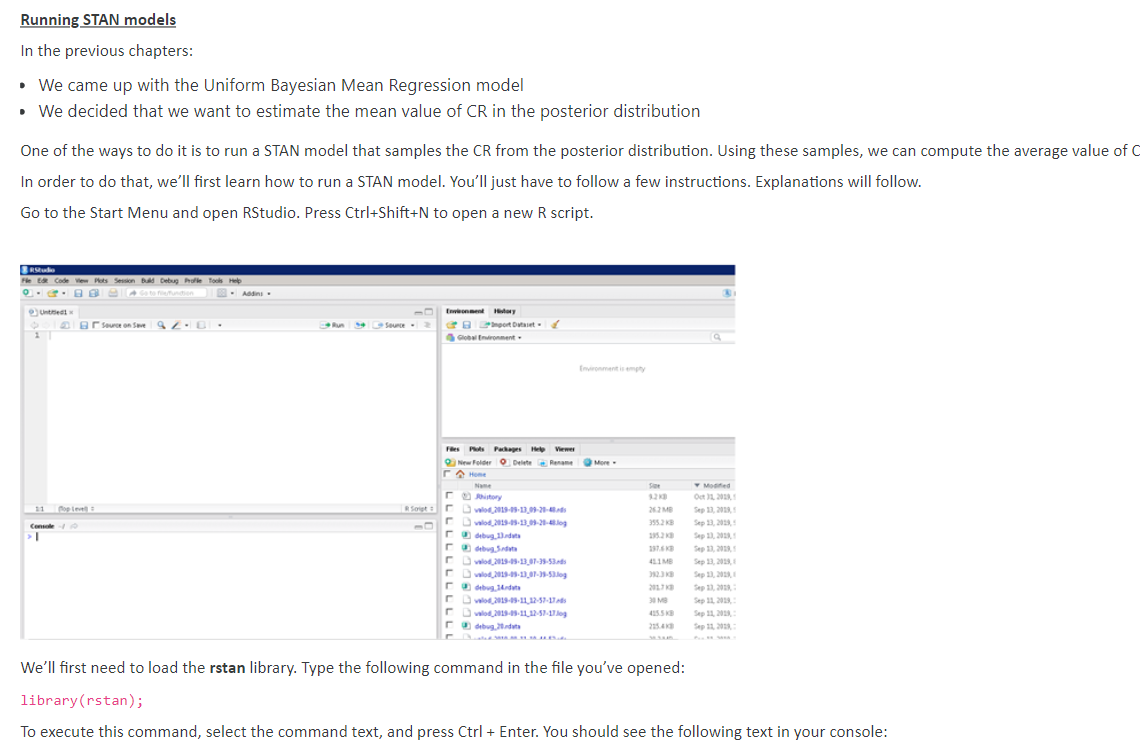 Running STAN models
In the previous chapters:
• We came up with the Uniform Bayesian Mean Regression model
• We decided that we want to estimate the mean value of CR in the posterior distribution
One of the ways to do it is to run a STAN model that samples the CR from the posterior distribution. Using these samples, we can compute the average value of C
In order to do that, we’ll first learn how to run a STAN model. You’ll just have to follow a few instructions. Explanations will follow.
Go to the Start Menu and open RStudio. Press Ctrl+Shift+N to open a new R script.
RStudio
File Edit Code View Plots Session Build Debug Profile Tools Help
Go to file/function Addins
Untitled1 ×
Source on Save Run Source
1
1:1 (Top Level) R Script
Console ~/
>
Environment History
Import Dataset
Global Environment
Environment is empty
Files Plots Packages Help Viewer
New Folder Delete Rename More
Home
Name Size Modified
.Rhistory 9.2 KB Oct 31, 2019,
valod_2019-09-13_09-20-48.rds 26.2 MB Sep 13, 2019,
valod_2019-09-13_09-20-48.log 355.2 KB Sep 13, 2019,
debug_13.rdata 195.2 KB Sep 13, 2019,
debug_5.rdata 197.6 KB Sep 13, 2019,
valod_2019-09-13_07-39-53.rds 41.1 MB Sep 13, 2019,
valod_2019-09-13_07-39-53.log 392.3 KB Sep 13, 2019,
debug_14.rdata 201.7 KB Sep 13, 2019,
valod_2019-09-11_12-57-17.rds 30 MB Sep 11, 2019,
valod_2019-09-11_12-57-17.log 415.5 KB Sep 11, 2019,
debug_20.rdata 215.4 KB Sep 11, 2019,
We’ll first need to load the rstan library. Type the following command in the file you’ve opened:
library(rstan);
To execute this command, select the command text, and press Ctrl + Enter. You should see the following text in your console: